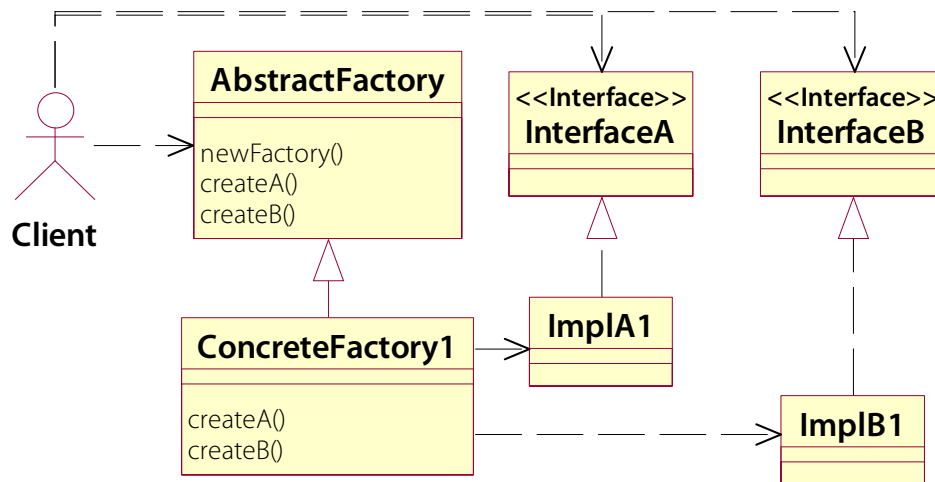 AbstractFactory
newFactory()
createA()
createB()
<<Interface>>
InterfaceA
<<Interface>>
InterfaceB
Client
ConcreteFactory1
createA()
createB()
ImplA1
ImplB1